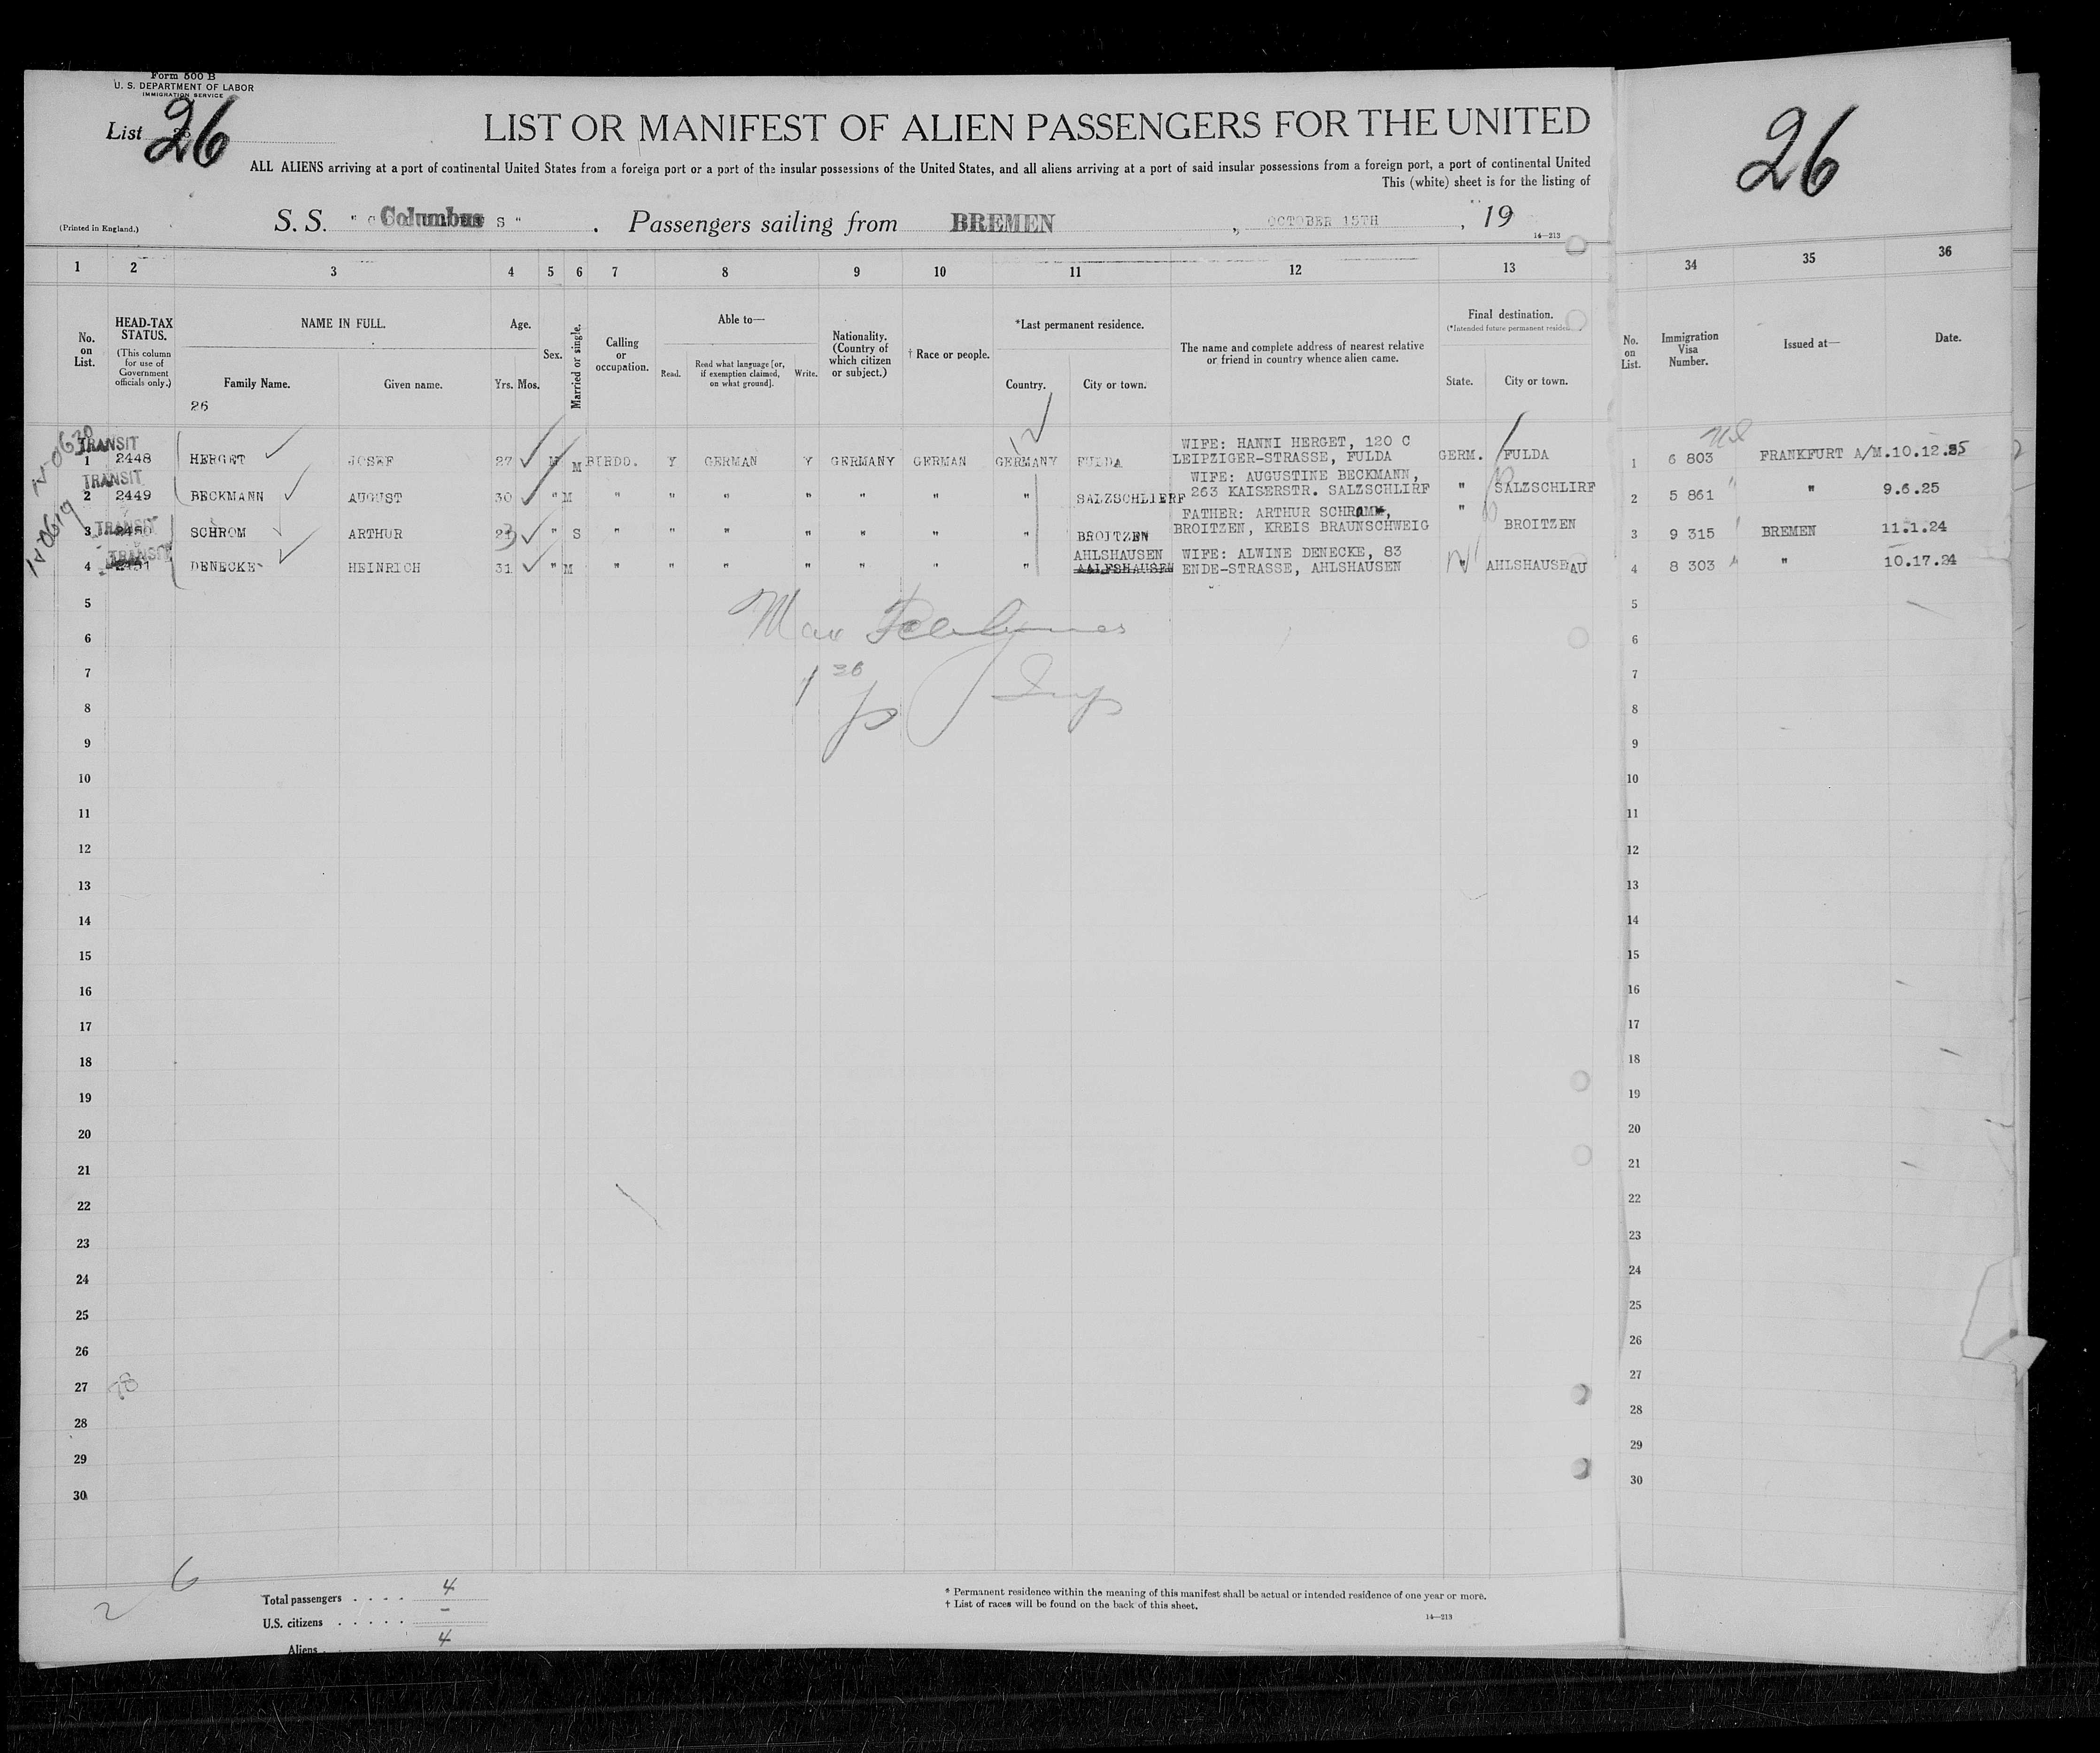 Form 500 B
U. S. DEPARTMENT OF LABOR
IMMIGRATION SERVICE
List 26
LIST OR MANIFEST OF ALIEN PASSENGERS FOR THE UNITED
26
ALL ALIENS arriving at a port of continental United States from a foreign port or a port of the insular possessions of the United States, and all aliens arriving at a port of said insular possessions from a foreign port, a port of continental United
This (white) sheet is for the listing of
(Printed in England.)
S. S. " Columbus " . Passengers sailing from BREMEN , OCTOBER 15TH , 19
14—213
1 2 3 4 5 6 7 8 9 10 11 12 13 34 35 36
No. on List.
HEAD-TAX STATUS.
(This column for use of Government officials only.)
NAME IN FULL.
Family Name. Given name.
26
Age.
Yrs. Mos.
Sex.
Married or single.
Calling or occupation.
Able to—
Read. Read what language [or, if exemption claimed, on what ground]. Write.
Nationality. (Country of which citizen or subject.)
† Race or people.
*Last permanent residence.
Country. City or town.
The name and complete address of nearest relative or friend in country whence alien came.
Final destination.
(*Intended future permanent residence
State. City or town.
No. on List.
Immigration Visa Number.
Issued at—
Date.
TRANSIT
WIFE: HANNI HERGET, 120 C
1 2448 HERGET JOSEF 27 M M BIRDD. Y GERMAN Y GERMANY GERMAN GERMANY FULDA LEIPZIGER-STRASSE, FULDA GERM. FULDA 1 6 803 FRANKFURT A/M. 10.12.25
TRANSIT
WIFE: AUGUSTINE BECKMANN,
2 2449 BECKMANN AUGUST 30 " M " " " " " " " SALZSCHLIERF 263 KAISERSTR. SALZSCHLIRF " SALZSCHLIRF 2 5 861 " 9.6.25
TRANSIT
FATHER: ARTHUR SCHRAMM, "
3 2450 SCHROM ARTHUR 23 " S " " " " " " " BROITZEN BROITZEN, KREIS BRAUNSCHWEIG BROITZEN 3 9 315 BREMEN 11.1.24
TRANSIT
AHLSHAUSEN WIFE: ALWINE DENECKE, 83
4 2451 DENECKE HEINRICH 31 " M " " " " " " " AALFSHAUSEN ENDE-STRASSE, AHLSHAUSEN AHLSHAUSEAU 4 8 303 " 10.17.24
5 5
6 6
7 7
8 8
9 9
10 10
11 11
12 12
13 13
14 14
15 15
16 16
17 17
18 18
19 19
20 20
21 21
22 22
23 23
24 24
25 25
26 26
27 78 27
28 28
29 29
30 30
6
2
Total passengers . . . . 4
U.S. citizens . . . . . –
Aliens . 4
* Permanent residence within the meaning of this manifest shall be actual or intended residence of one year or more.
† List of races will be found on the back of this sheet.
14—213